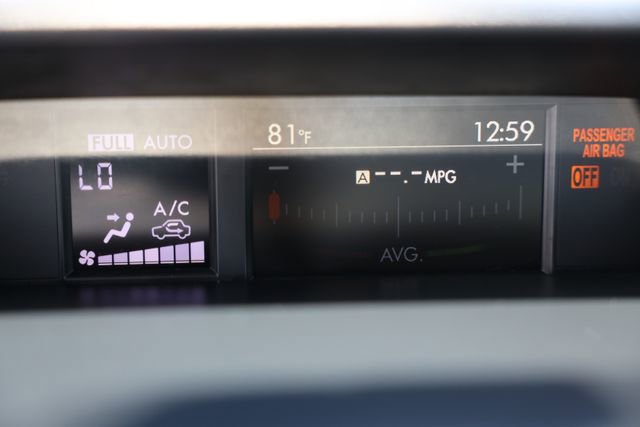 FULL AUTO
LO
A/C
81°F 12:59
A --.- MPG
AVG.
PASSENGER
AIR BAG
OFF